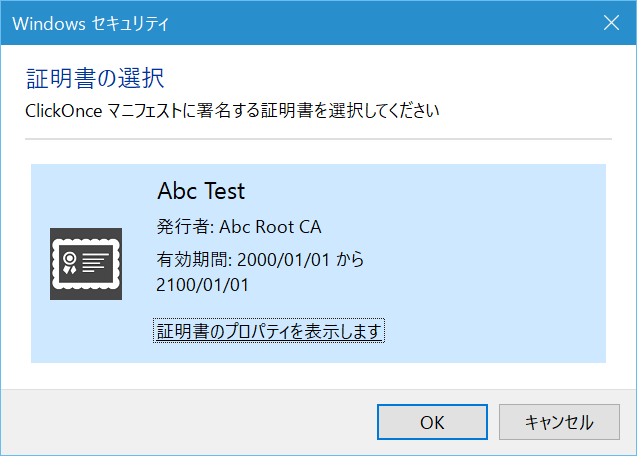 Windows セキュリティ
証明書の選択
ClickOnce マニフェストに署名する証明書を選択してください
Abc Test
発行者: Abc Root CA
有効期間: 2000/01/01 から
2100/01/01
証明書のプロパティを表示します
OK
キャンセル